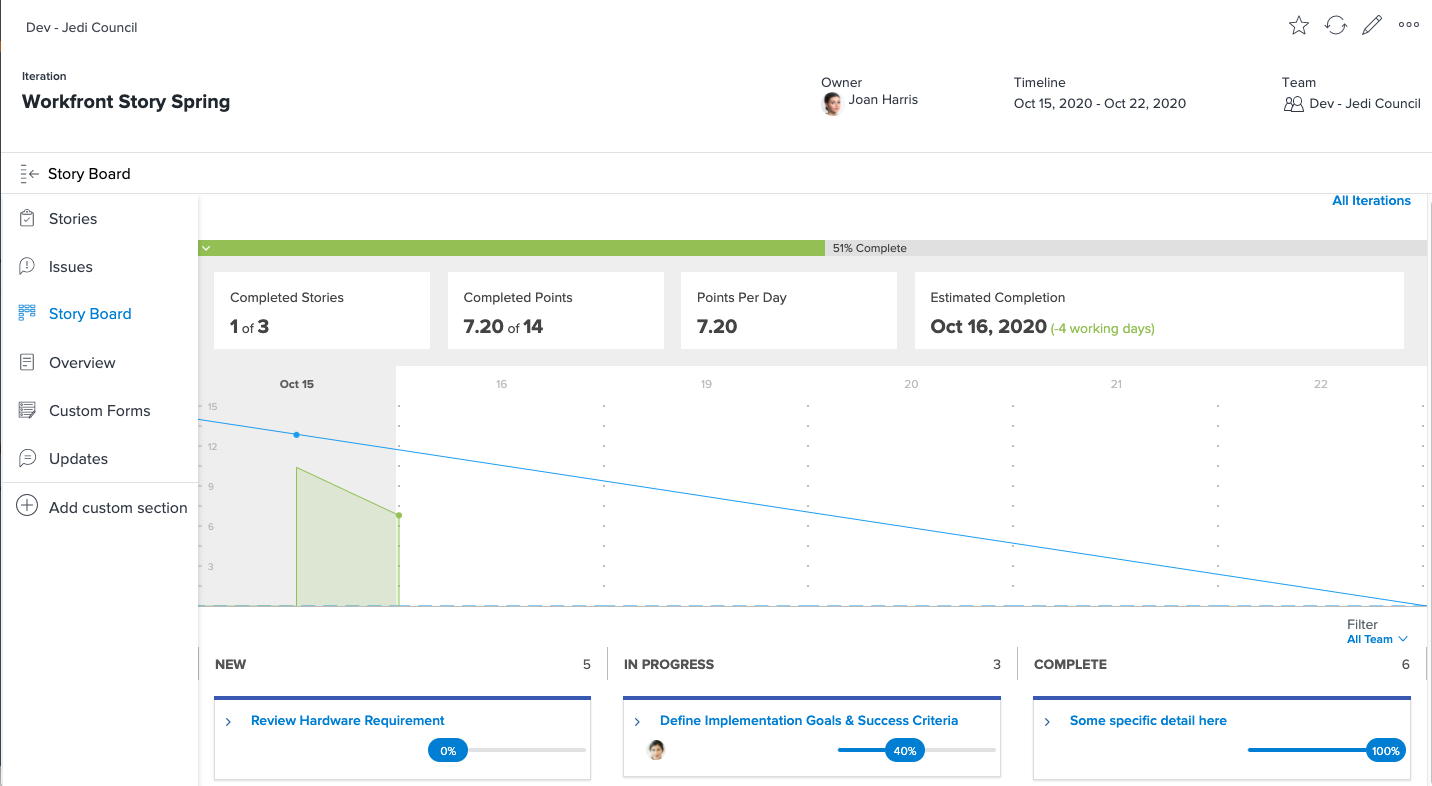 Dev - Jedi Council
Iteration
Workfront Story Spring
Owner
Joan Harris
Timeline
Oct 15, 2020 - Oct 22, 2020
Team
Dev - Jedi Council
Story Board
Stories
Issues
Story Board
Overview
Custom Forms
Updates
Add custom section
All Iterations
51% Complete
Completed Stories
1 of 3
Completed Points
7.20 of 14
Points Per Day
7.20
Estimated Completion
Oct 16, 2020 (-4 working days)
Oct 15 16 19 20 21 22
15
12
9
6
3
Filter
All Team
NEW 5
IN PROGRESS 3
COMPLETE 6
Review Hardware Requirement
0%
Define Implementation Goals & Success Criteria
40%
Some specific detail here
100%